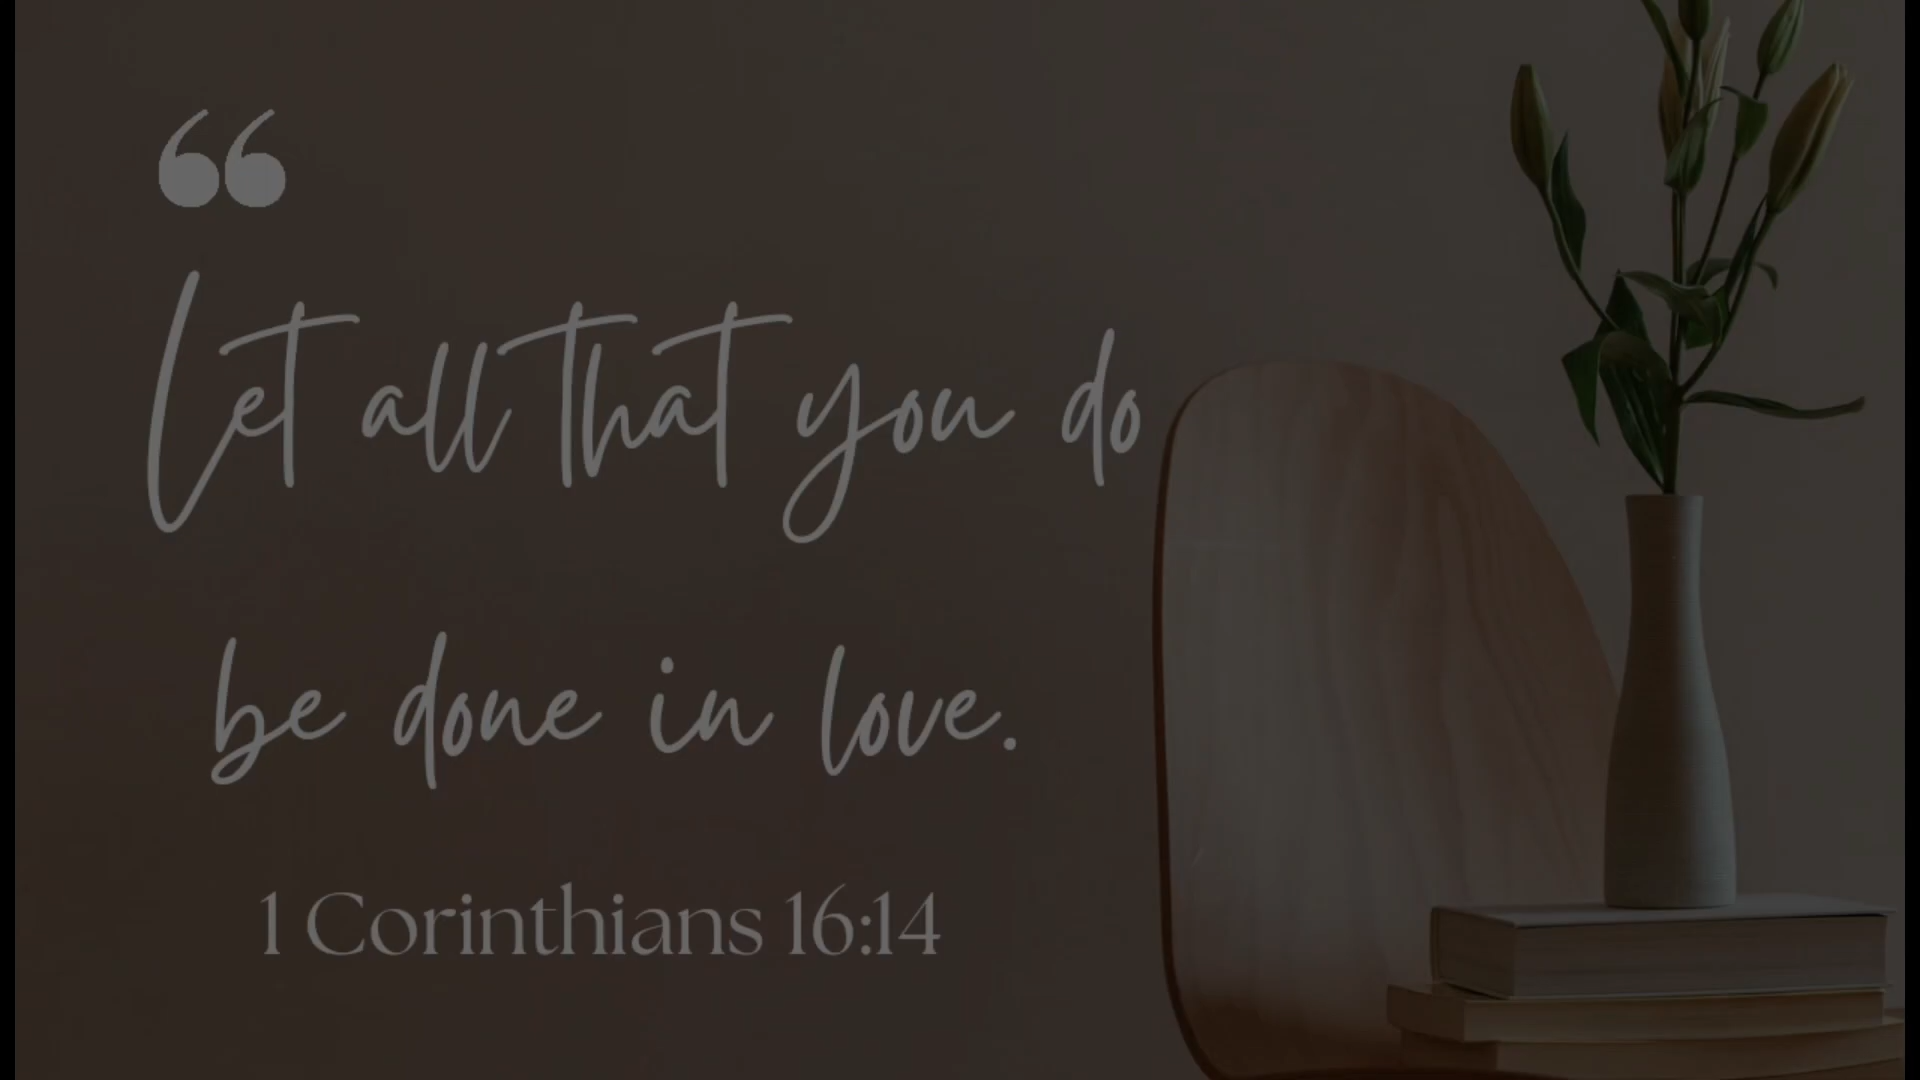 “
Let all that you do
be done in love.
1 Corinthians 16:14